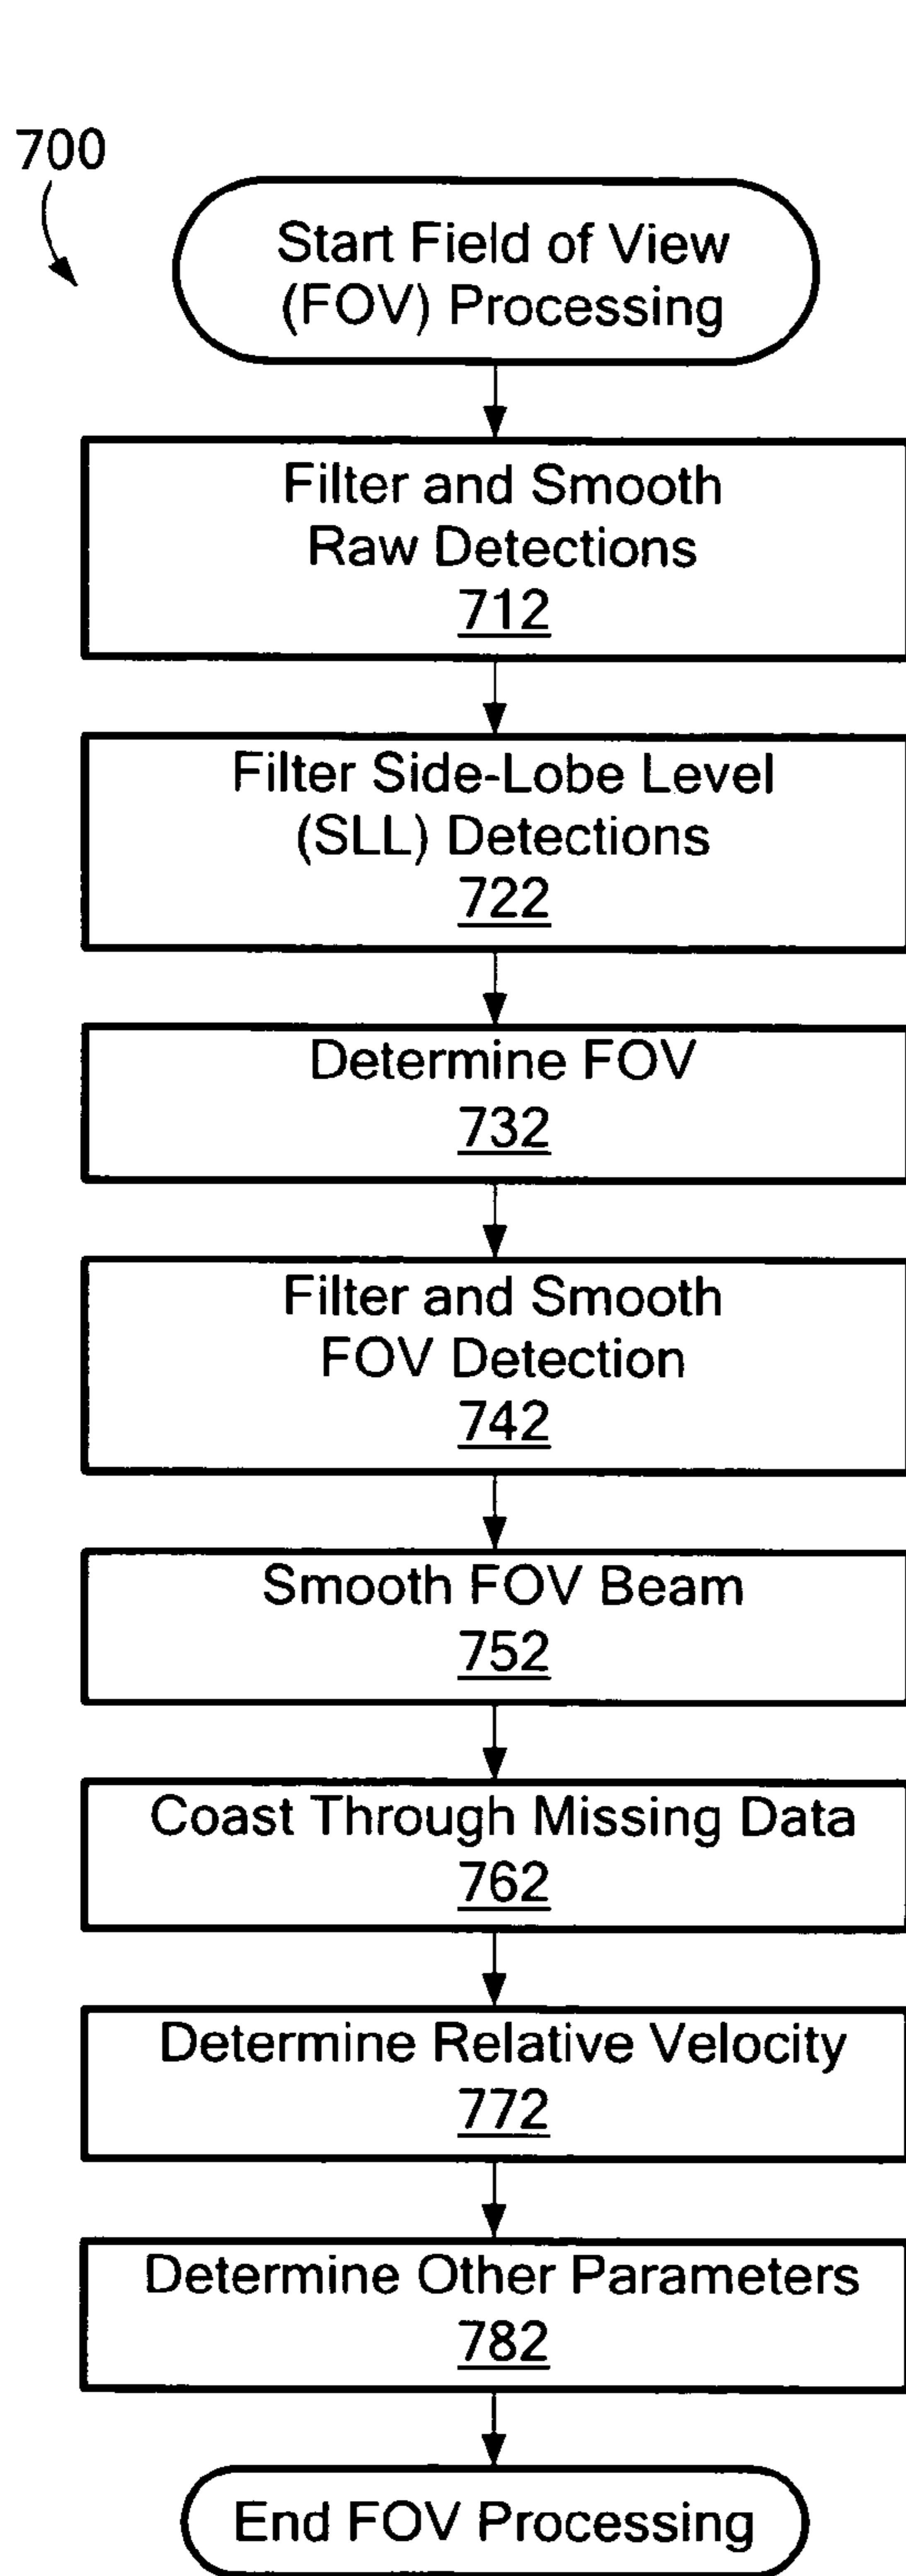 700
Start Field of View
(FOV) Processing
Filter and Smooth
Raw Detections
712
Filter Side-Lobe Level
(SLL) Detections
722
Determine FOV
732
Filter and Smooth
FOV Detection
742
Smooth FOV Beam
752
Coast Through Missing Data
762
Determine Relative Velocity
772
Determine Other Parameters
782
End FOV Processing